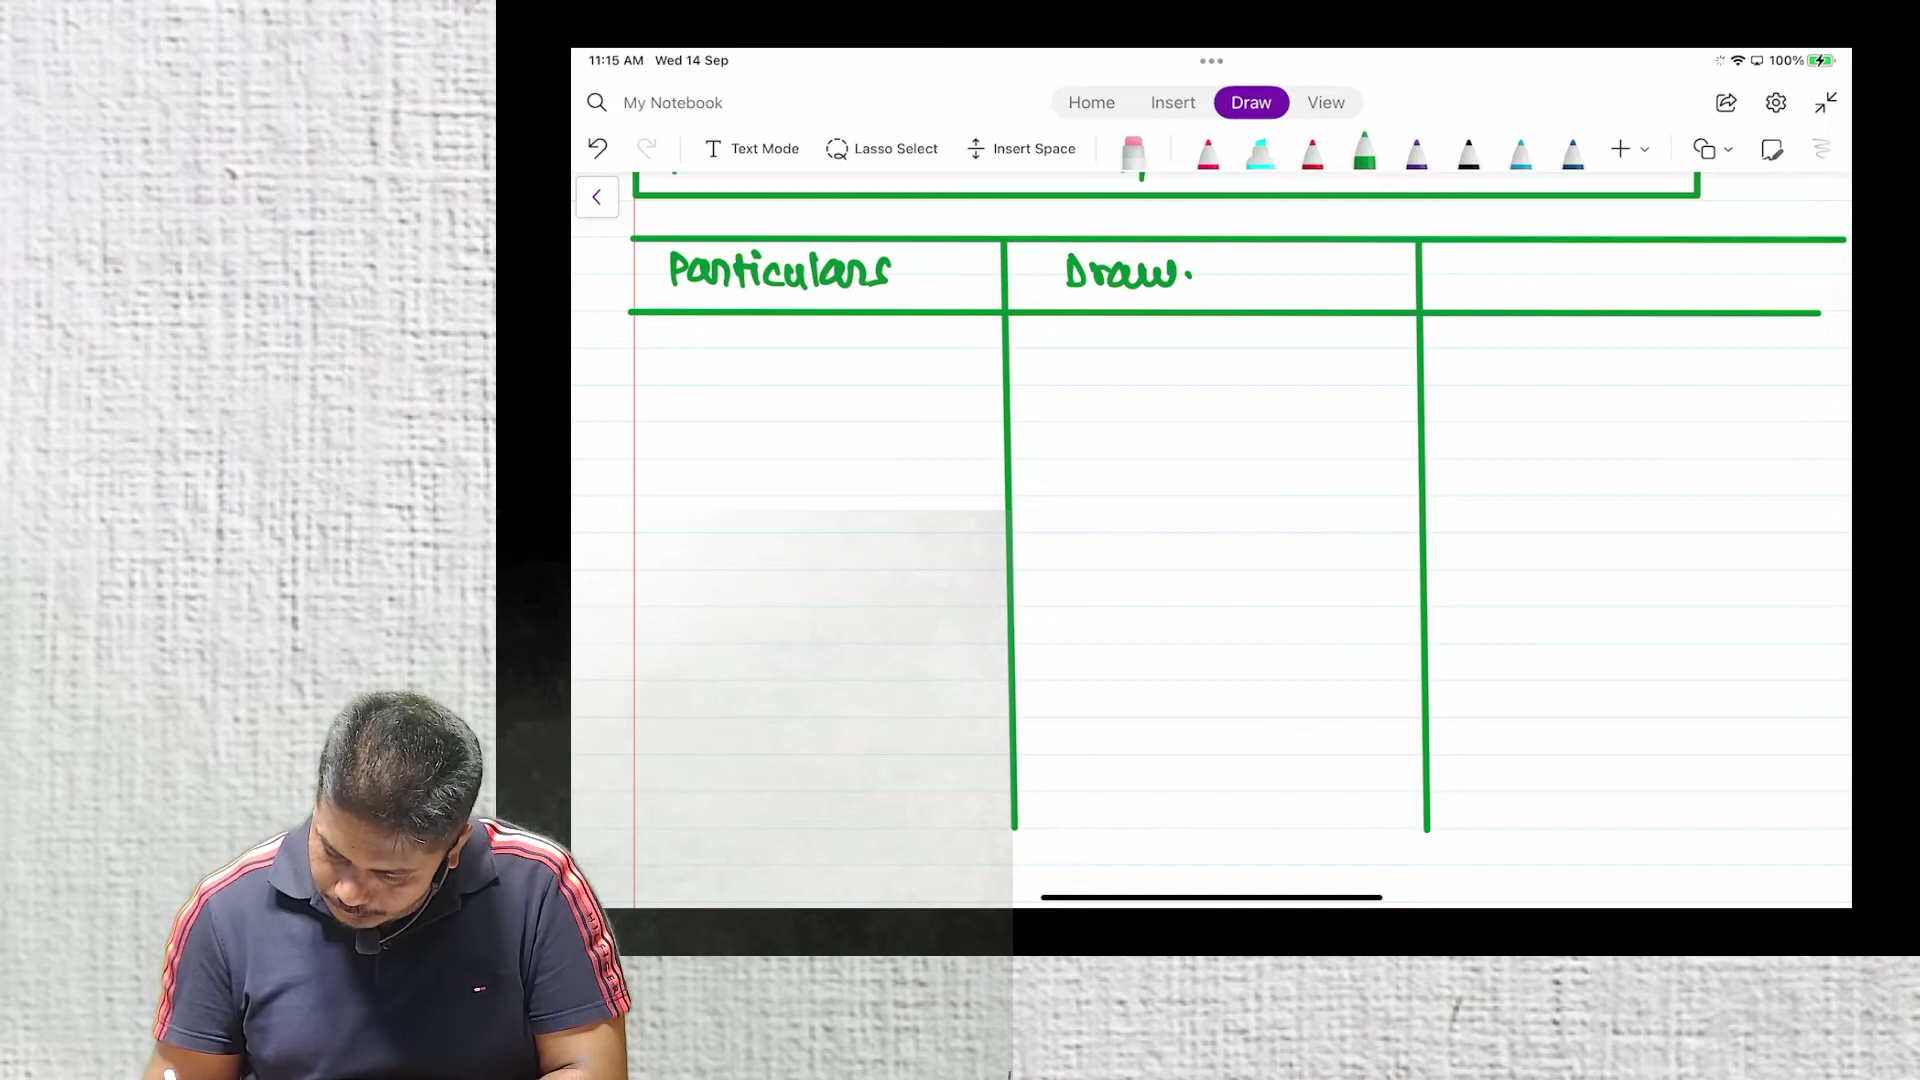 11:15 AM Wed 14 Sep
100%
My Notebook
Home Insert Draw View
Text Mode Lasso Select Insert Space
Particulars Draw.